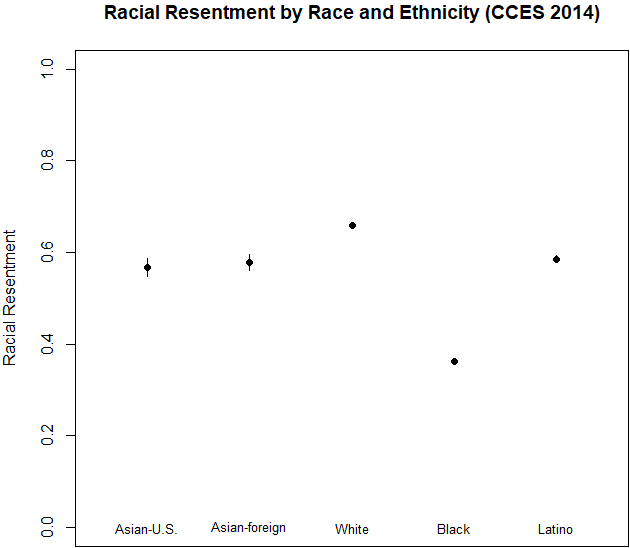 Racial Resentment by Race and Ethnicity (CCES 2014)
Racial Resentment
1.0
0.8
0.6
0.4
0.2
0.0
Asian-U.S.
Asian-foreign
White
Black
Latino